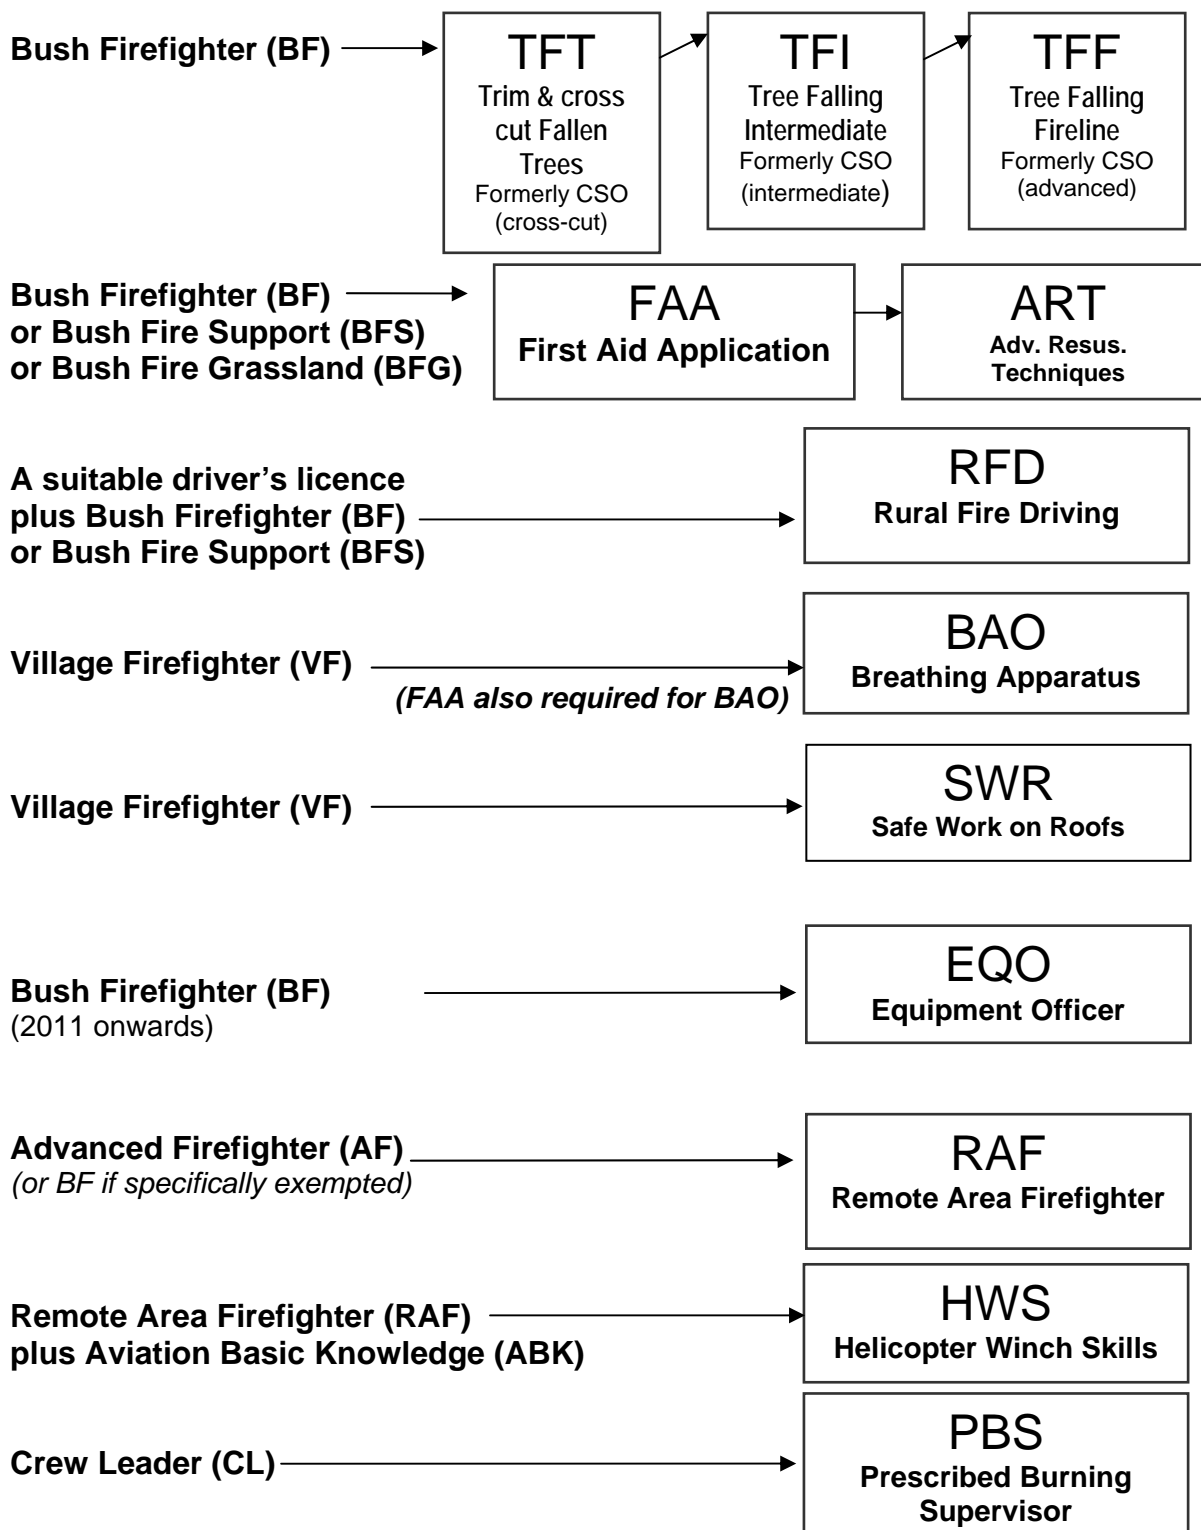 Bush Firefighter (BF)
TFT
Trim & cross
cut Fallen
Trees
Formerly CSO
(cross-cut)
TFI
Tree Falling
Intermediate
Formerly CSO
(intermediate)
TFF
Tree Falling
Fireline
Formerly CSO
(advanced)
Bush Firefighter (BF)
or Bush Fire Support (BFS)
or Bush Fire Grassland (BFG)
FAA
First Aid Application
ART
Adv. Resus.
Techniques
A suitable driver’s licence
plus Bush Firefighter (BF)
or Bush Fire Support (BFS)
RFD
Rural Fire Driving
Village Firefighter (VF)
(FAA also required for BAO)
BAO
Breathing Apparatus
Village Firefighter (VF)
SWR
Safe Work on Roofs
Bush Firefighter (BF)
(2011 onwards)
EQO
Equipment Officer
Advanced Firefighter (AF)
(or BF if specifically exempted)
RAF
Remote Area Firefighter
Remote Area Firefighter (RAF)
plus Aviation Basic Knowledge (ABK)
HWS
Helicopter Winch Skills
Crew Leader (CL)
PBS
Prescribed Burning
Supervisor